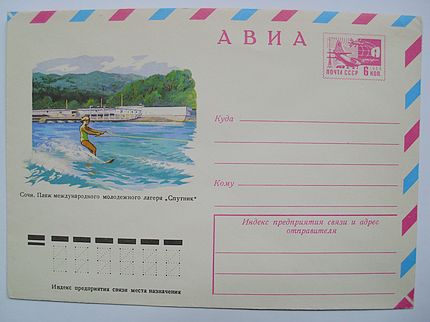 АВИА
ПОЧТА СССР 6 КОП.
Куда
Сочи. Пляж международного молодежного лагеря „Спутник"
Кому
Индекс предприятия связи и адрес
отправителя
Индекс предприятия связи места назначения